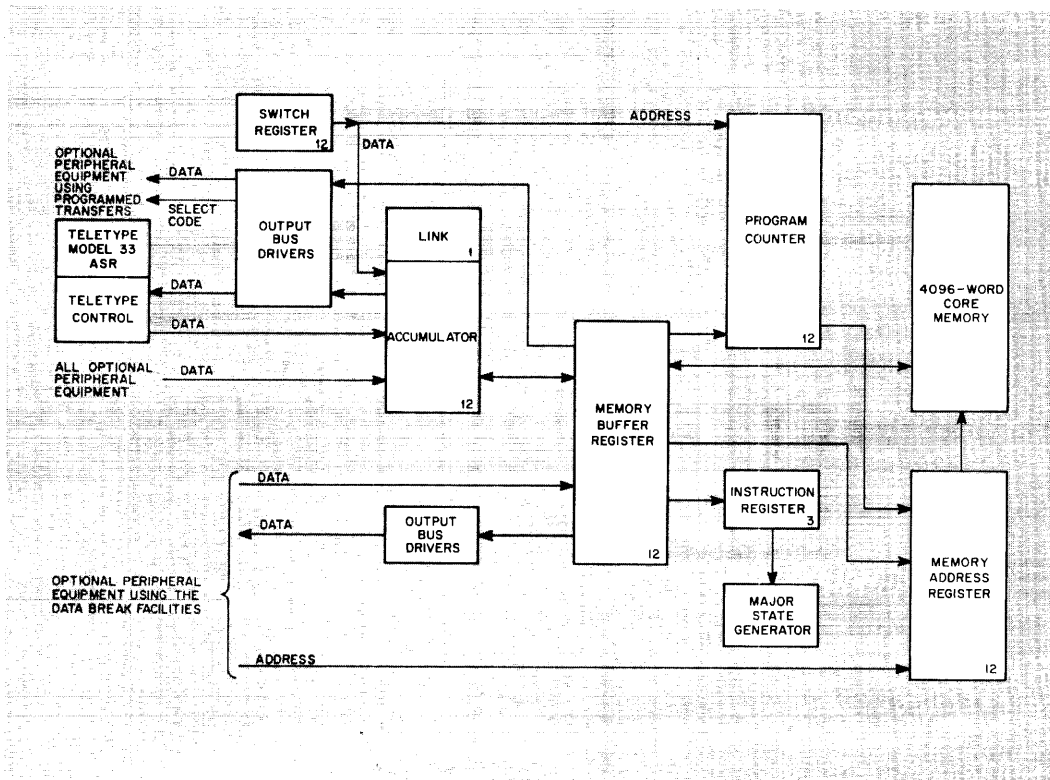 SWITCH
REGISTER
12
ADDRESS
DATA
OPTIONAL
PERIPHERAL
EQUIPMENT
USING
PROGRAMMED
TRANSFERS
DATA
SELECT
CODE
OUTPUT
BUS
DRIVERS
TELETYPE
MODEL 33
ASR
TELETYPE
CONTROL
DATA
DATA
LINK
1
ACCUMULATOR
12
ALL OPTIONAL
PERIPHERAL
EQUIPMENT
DATA
PROGRAM
COUNTER
12
4096-WORD
CORE
MEMORY
MEMORY
BUFFER
REGISTER
12
DATA
DATA
OUTPUT
BUS
DRIVERS
INSTRUCTION
REGISTER
3
MAJOR
STATE
GENERATOR
MEMORY
ADDRESS
REGISTER
12
OPTIONAL PERIPHERAL
EQUIPMENT USING THE
DATA BREAK FACILITIES
ADDRESS